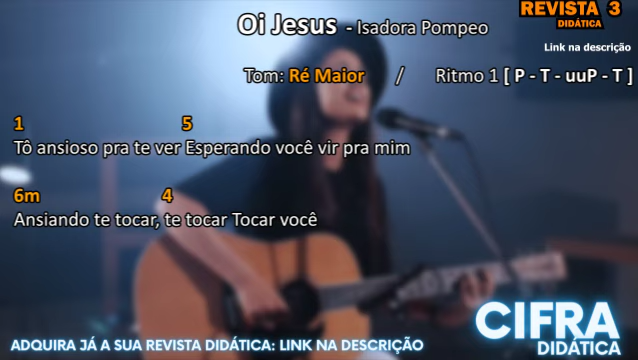 REVISTA 3
DIDÁTICA
Oi Jesus - Isadora Pompeo
Link na descrição
Tom: Ré Maior / Ritmo 1 [ P - T - uuP - T ]
1 5
Tô ansioso pra te ver Esperando você vir pra mim
6m 4
Ansiando te tocar, te tocar Tocar você
CIFRA
DIDÁTICA
ADQUIRA JÁ A SUA REVISTA DIDÁTICA: LINK NA DESCRIÇÃO